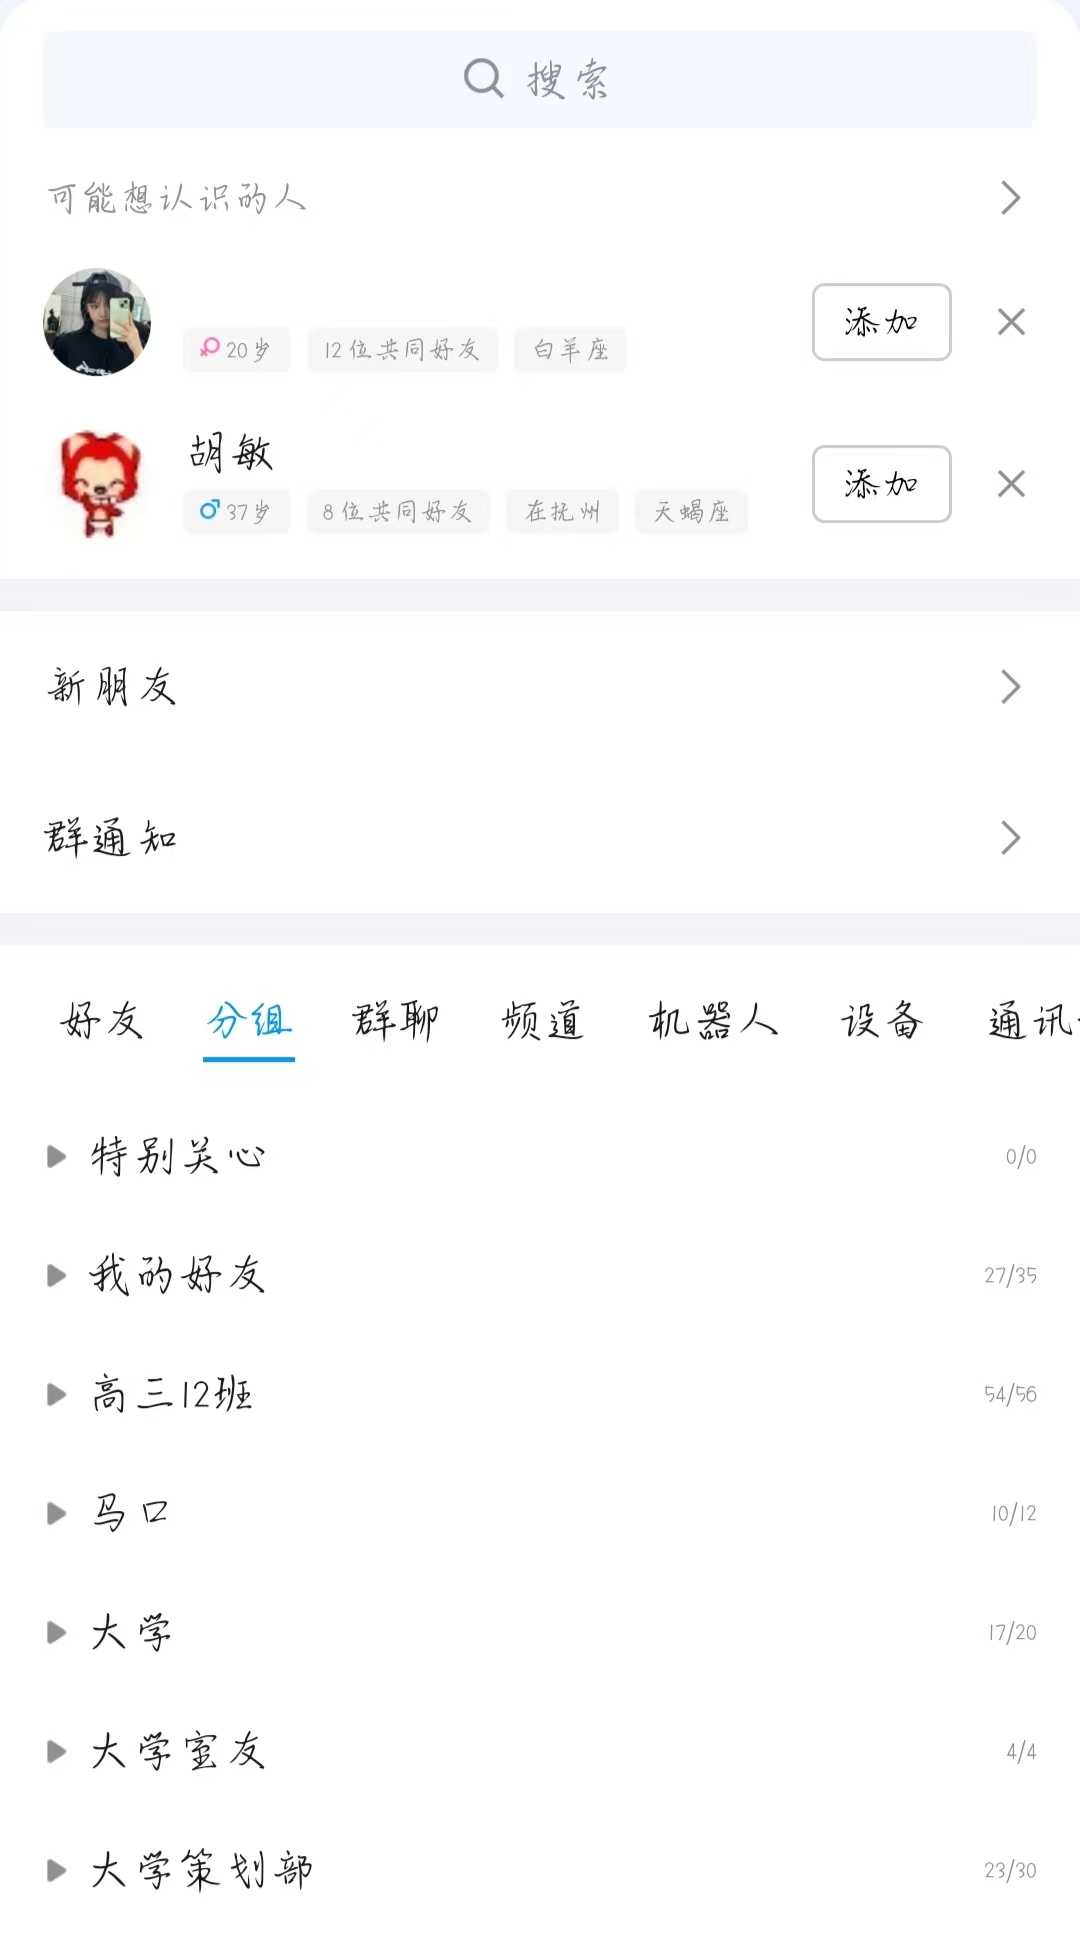 搜索
可能想认识的人
20岁 12位共同好友 白羊座
添加
胡敏
37岁 8位共同好友 在抚州 天蝎座
添加
新朋友
群通知
好友 分组 群聊 频道 机器人 设备 通讯
特别关心 0/0
我的好友 27/35
高三12班 54/56
马口 10/12
大学 17/20
大学室友 4/4
大学策划部 23/30